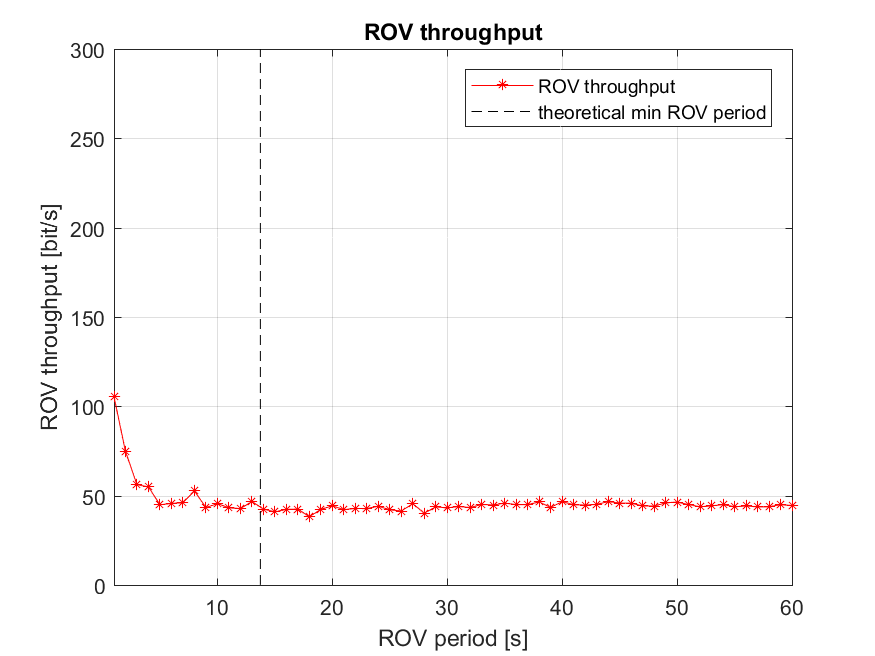 ROV throughput
300
250
200
150
100
50
0
ROV throughput [bit/s]
ROV throughput
theoretical min ROV period
10
20
30
40
50
60
ROV period [s]